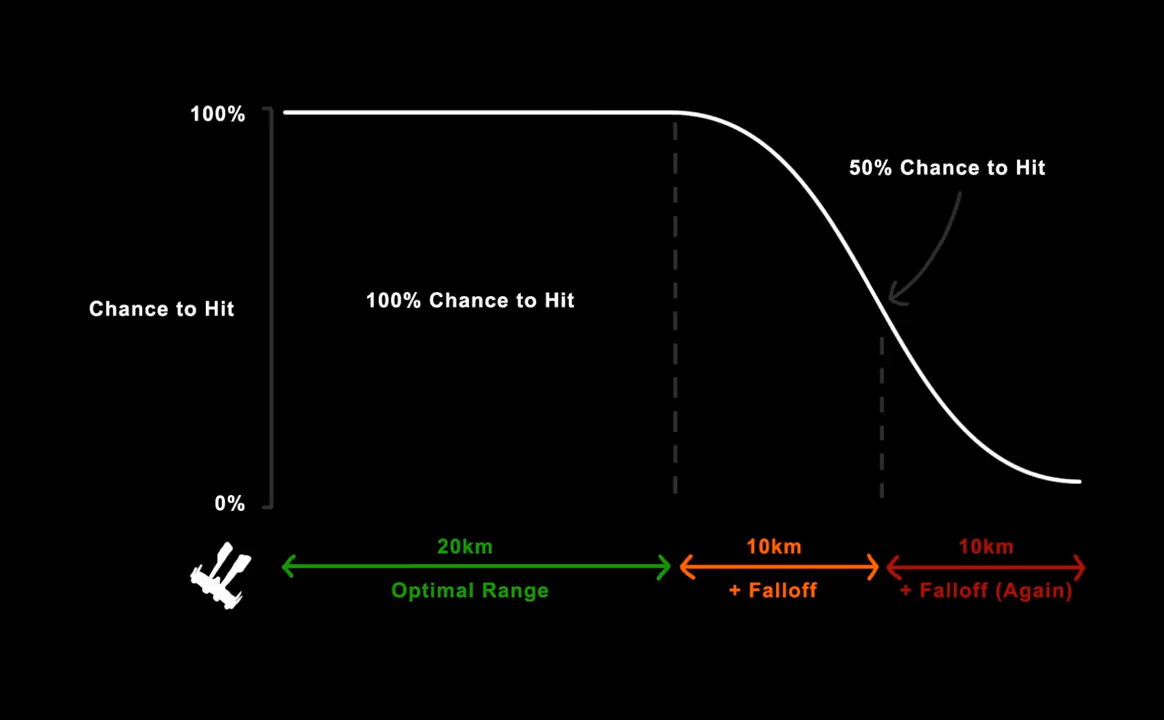 100%
50% Chance to Hit
Chance to Hit
100% Chance to Hit
0%
20km
10km
10km
Optimal Range
+ Falloff
+ Falloff (Again)